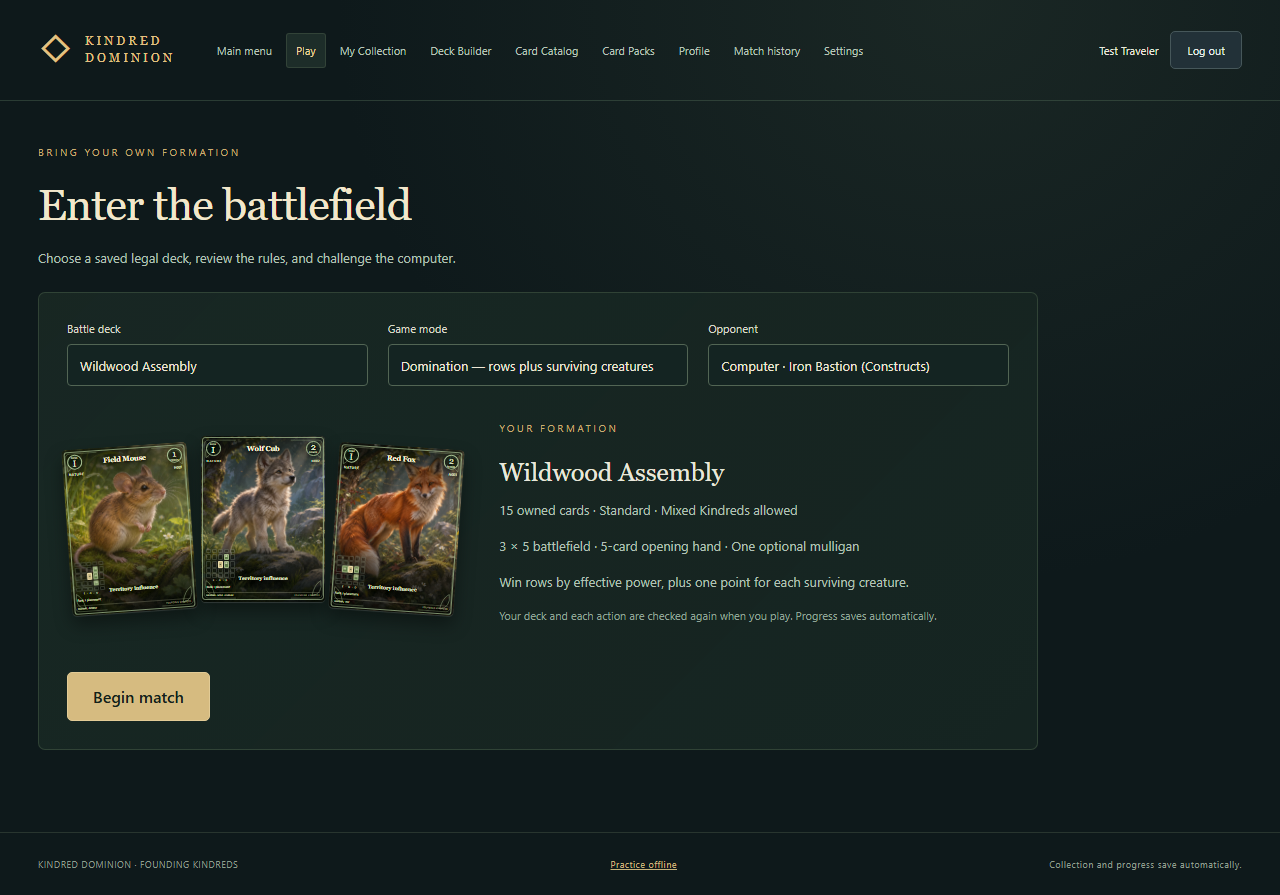 KINDRED
DOMINION
Main menu
Play
My Collection
Deck Builder
Card Catalog
Card Packs
Profile
Match history
Settings
Test Traveler
Log out
BRING YOUR OWN FORMATION
Enter the battlefield
Choose a saved legal deck, review the rules, and challenge the computer.
Battle deck
Game mode
Opponent
Wildwood Assembly
Domination — rows plus surviving creatures
Computer · Iron Bastion (Constructs)
I
Field Mouse
1
NATURE
Territory influence
I
Wolf Cub
2
NATURE
Territory influence
I
Red Fox
2
NATURE
Territory influence
YOUR FORMATION
Wildwood Assembly
15 owned cards · Standard · Mixed Kindreds allowed
3 × 5 battlefield · 5-card opening hand · One optional mulligan
Win rows by effective power, plus one point for each surviving creature.
Your deck and each action are checked again when you play. Progress saves automatically.
Begin match
KINDRED DOMINION · FOUNDING KINDREDS
Practice offline
Collection and progress save automatically.